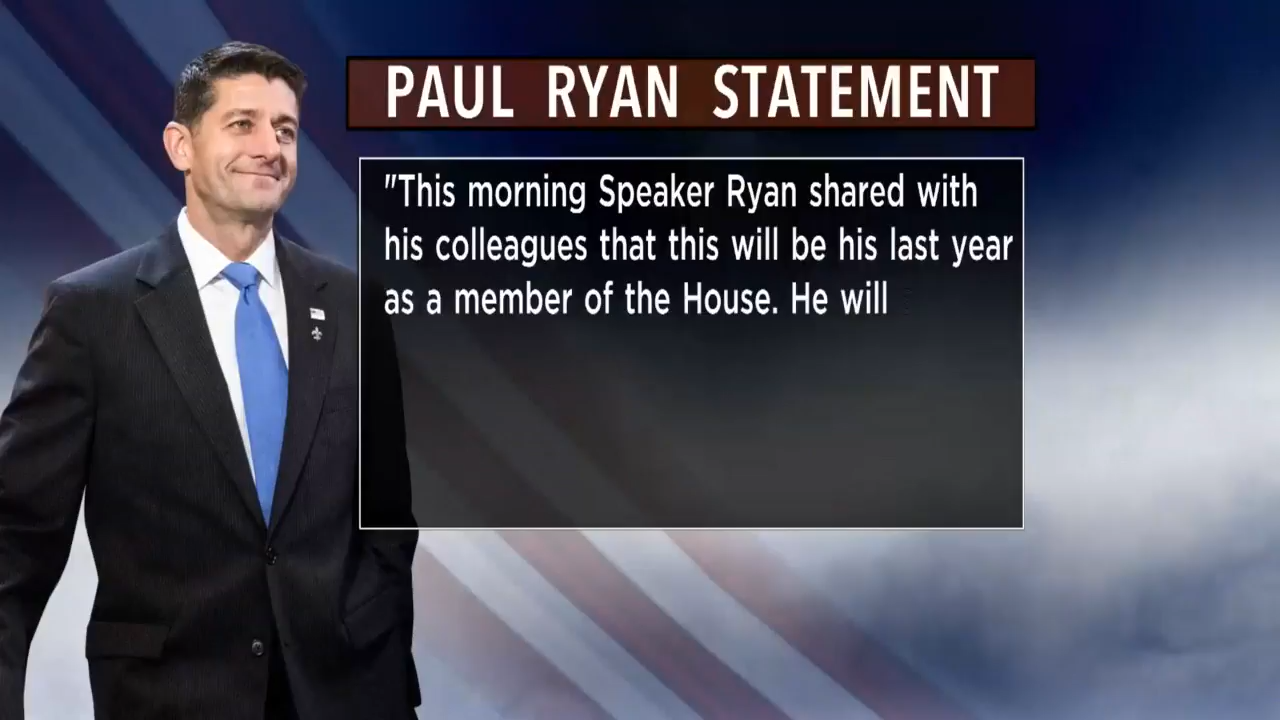 PAUL RYAN STATEMENT
"This morning Speaker Ryan shared with
his colleagues that this will be his last year
as a member of the House. He will